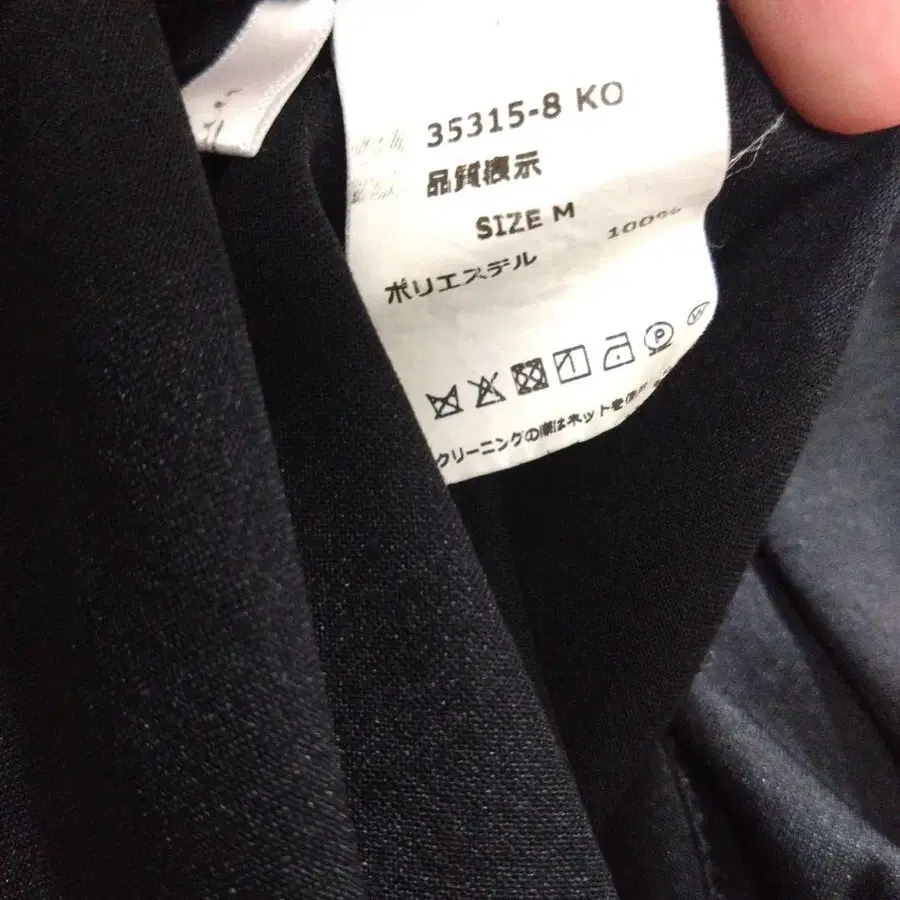 35315-8 KO
品質表示
SIZE M
ポリエステル 100%
P
W
クリーニングの際はネットを使用